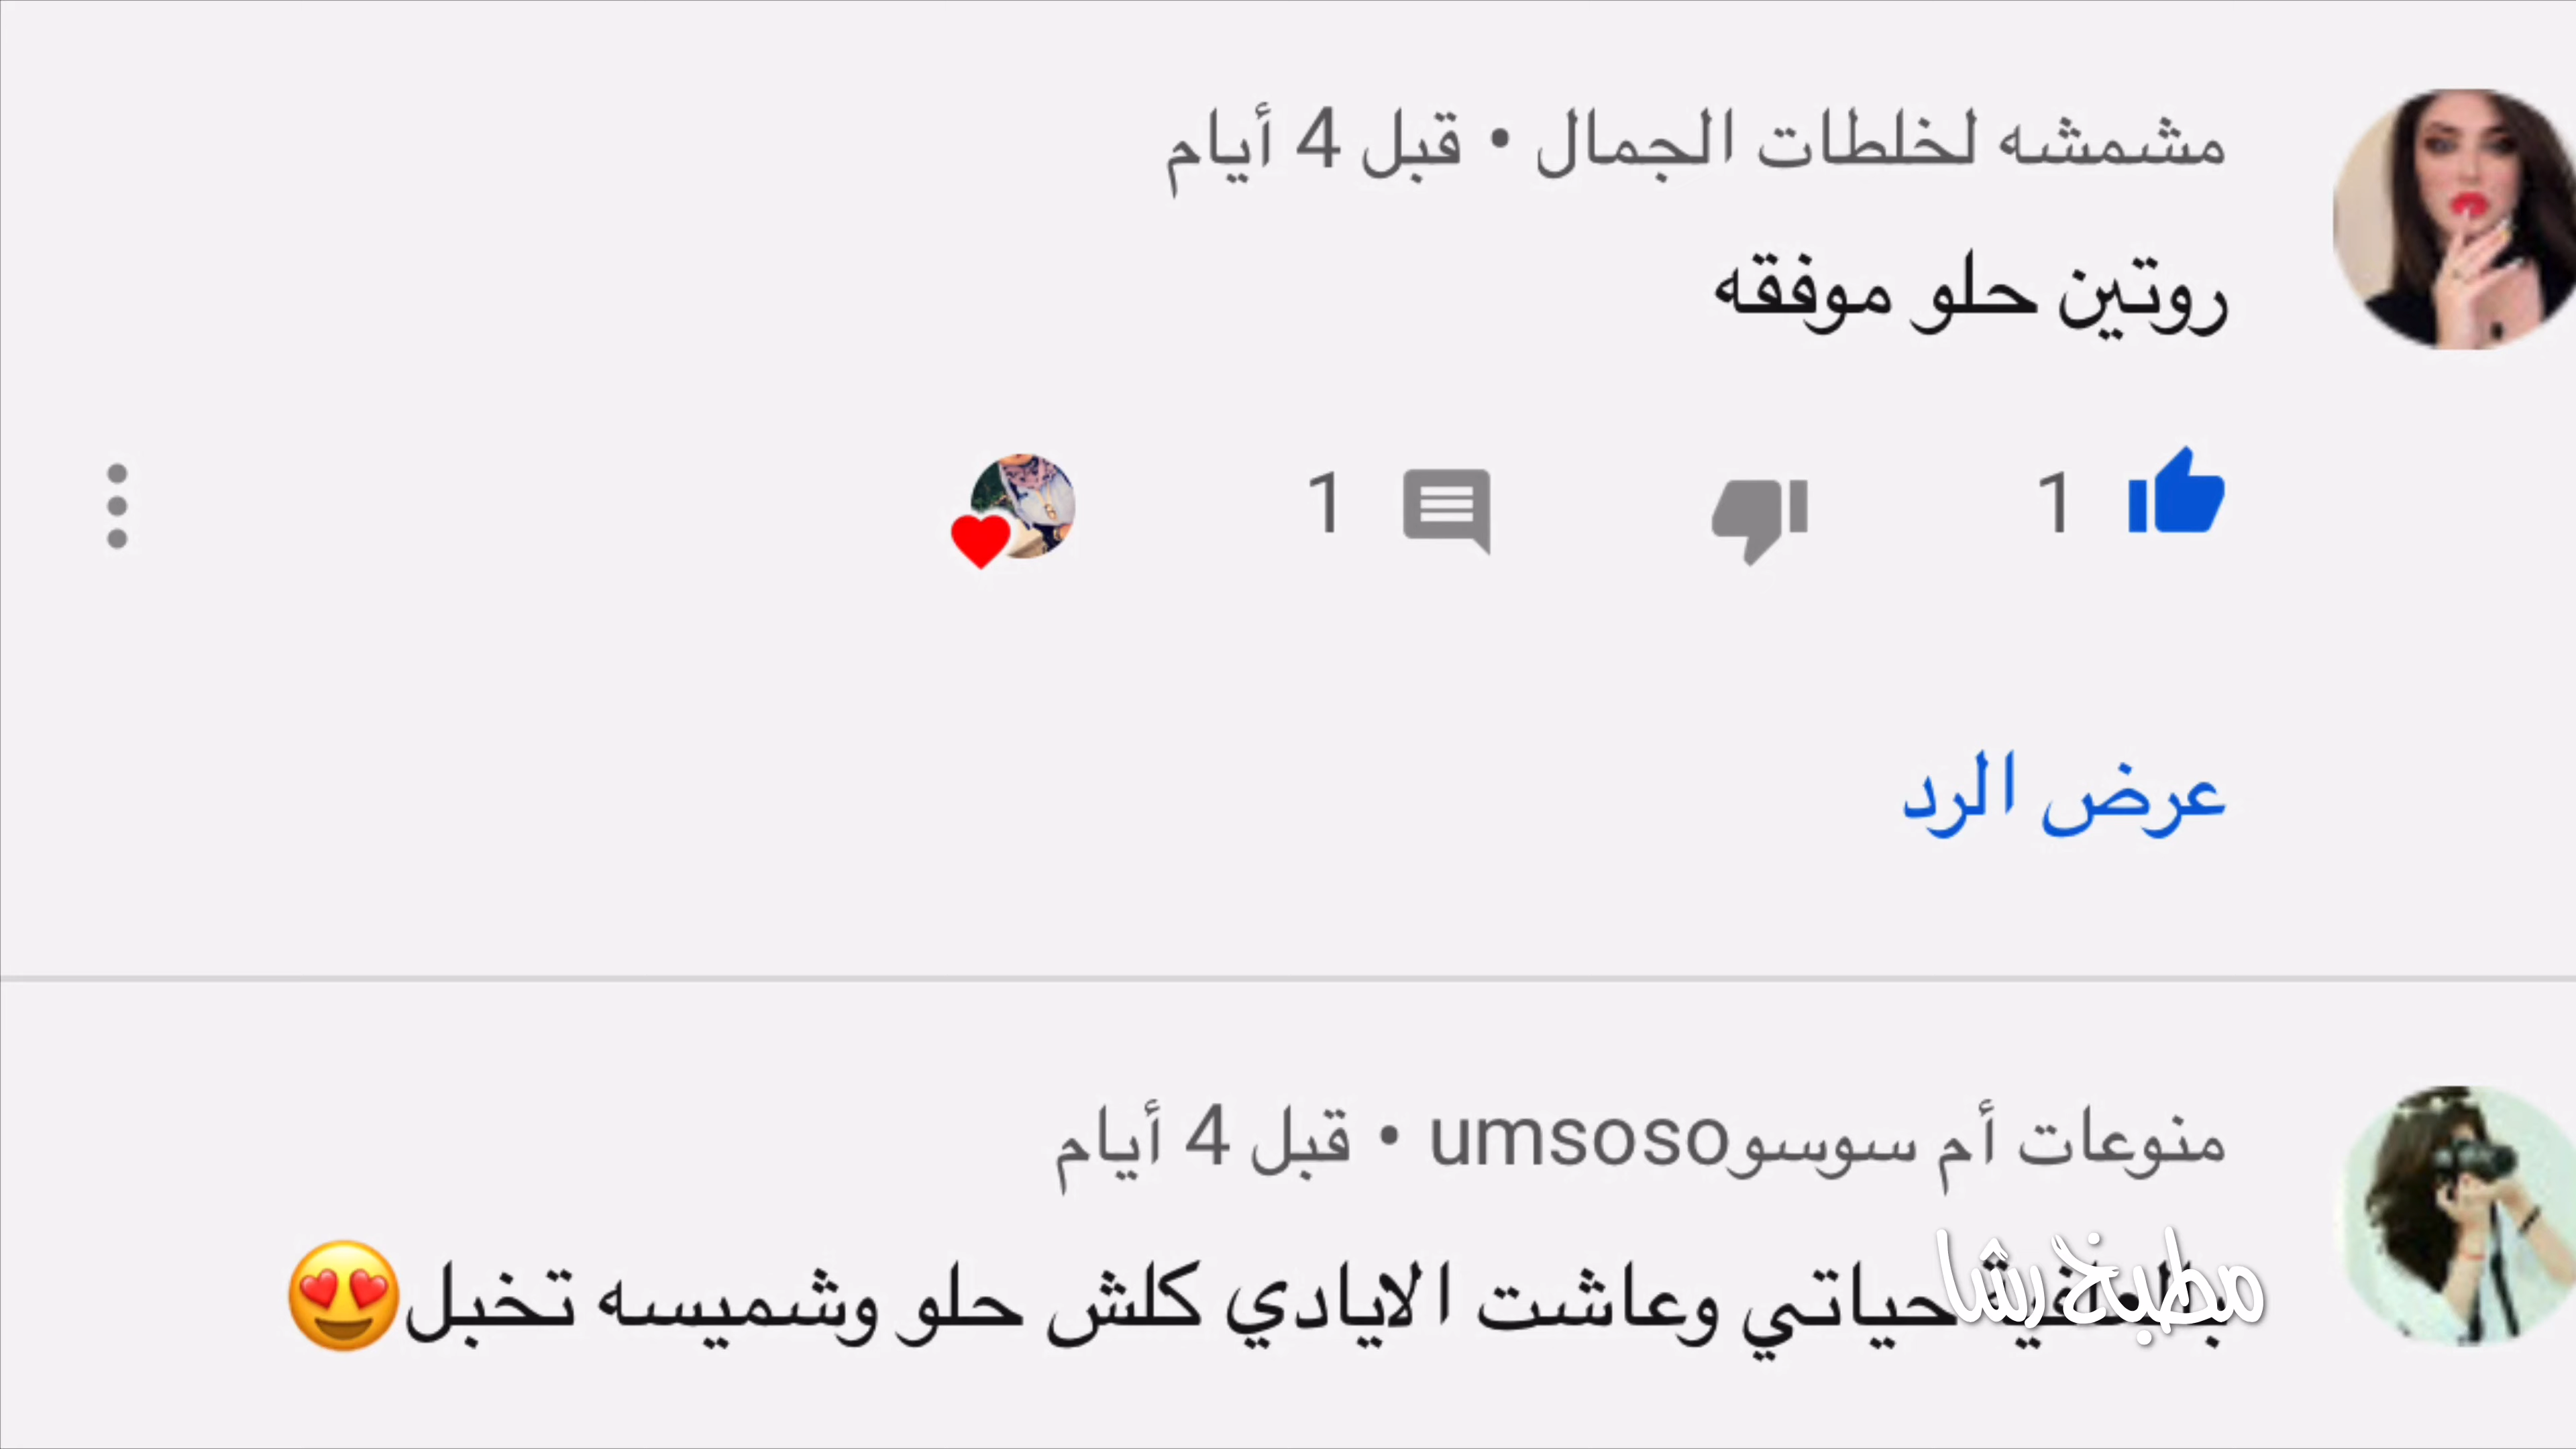 مشمشه لخلطات الجمال • قبل 4 أيام
روتين حلو موفقه
1 1
عرض الرد
منوعات أم سوسوumsoso • قبل 4 أيام
مطبخ رشا
بالعافية حياتي وعاشت الايادي كلش حلو وشميسه تخبل😍